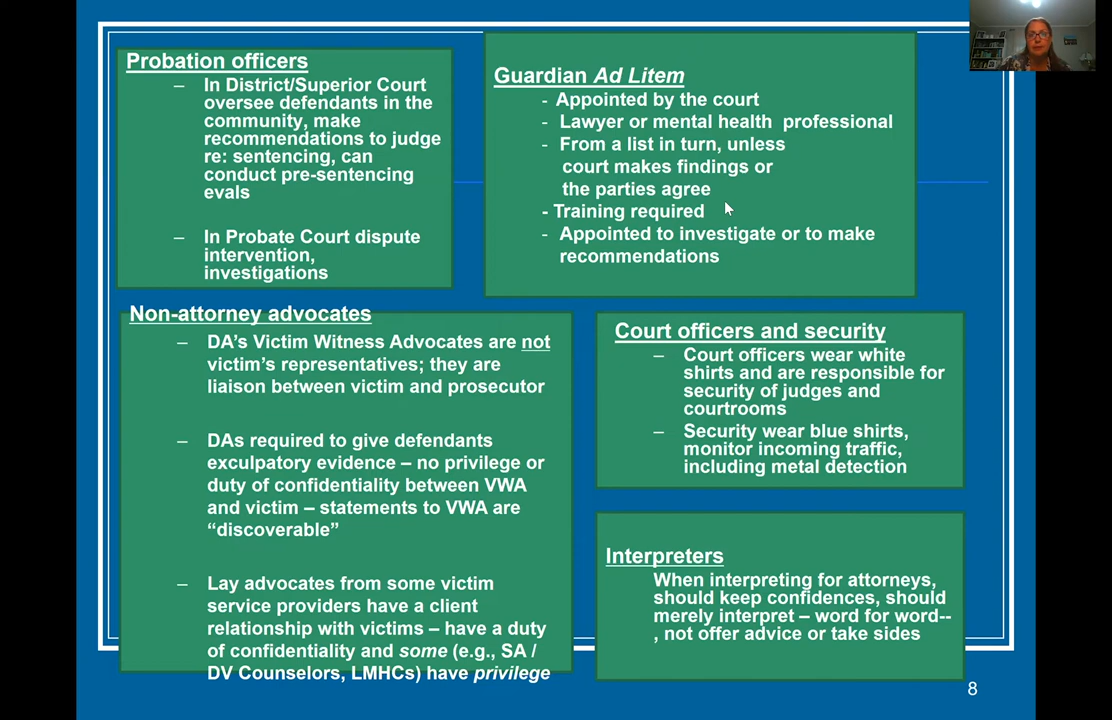 Probation officers
– In District/Superior Court
oversee defendants in the
community, make
recommendations to judge
re: sentencing, can
conduct pre-sentencing
evals
– In Probate Court dispute
intervention,
investigations
Guardian Ad Litem
- Appointed by the court
- Lawyer or mental health professional
- From a list in turn, unless
court makes findings or
the parties agree
- Training required
- Appointed to investigate or to make
recommendations
Non-attorney advocates
– DA's Victim Witness Advocates are not
victim's representatives; they are
liaison between victim and prosecutor
– DAs required to give defendants
exculpatory evidence – no privilege or
duty of confidentiality between VWA
and victim – statements to VWA are
“discoverable”
– Lay advocates from some victim
service providers have a client
relationship with victims – have a duty
of confidentiality and some (e.g., SA /
DV Counselors, LMHCs) have privilege
Court officers and security
– Court officers wear white
shirts and are responsible for
security of judges and
courtrooms
– Security wear blue shirts,
monitor incoming traffic,
including metal detection
Interpreters
When interpreting for attorneys,
should keep confidences, should
merely interpret – word for word--
, not offer advice or take sides
8